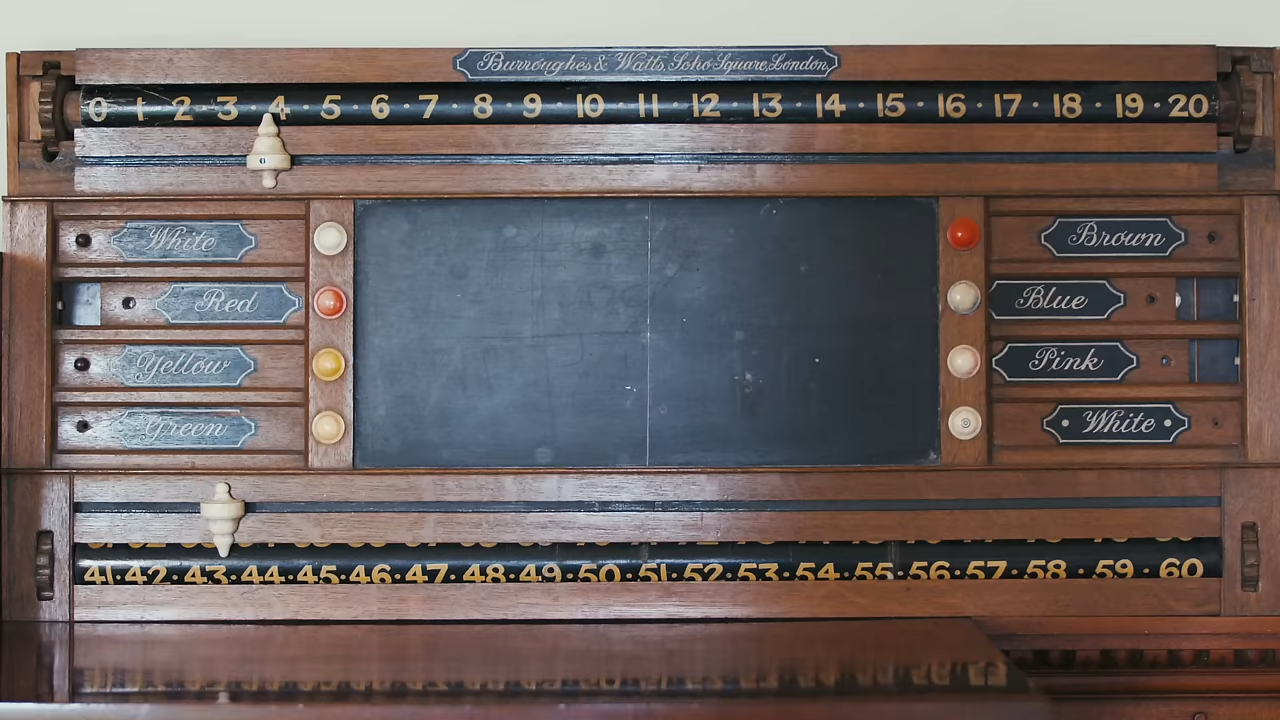 Burroughes & Watts, Soho Square, London,
0 · 1 · 2 · 3 · 4 · 5 · 6 · 7 · 8 · 9 · 10 · 11 · 12 · 13 · 14 · 15 · 16 · 17 · 18 · 19 · 20
White
Red
Yellow
Green
Brown
Blue
Pink
• White •
41 · 42 · 43 · 44 · 45 · 46 · 47 · 48 · 49 · 50 · 51 · 52 · 53 · 54 · 55 · 56 · 57 · 58 · 59 · 60